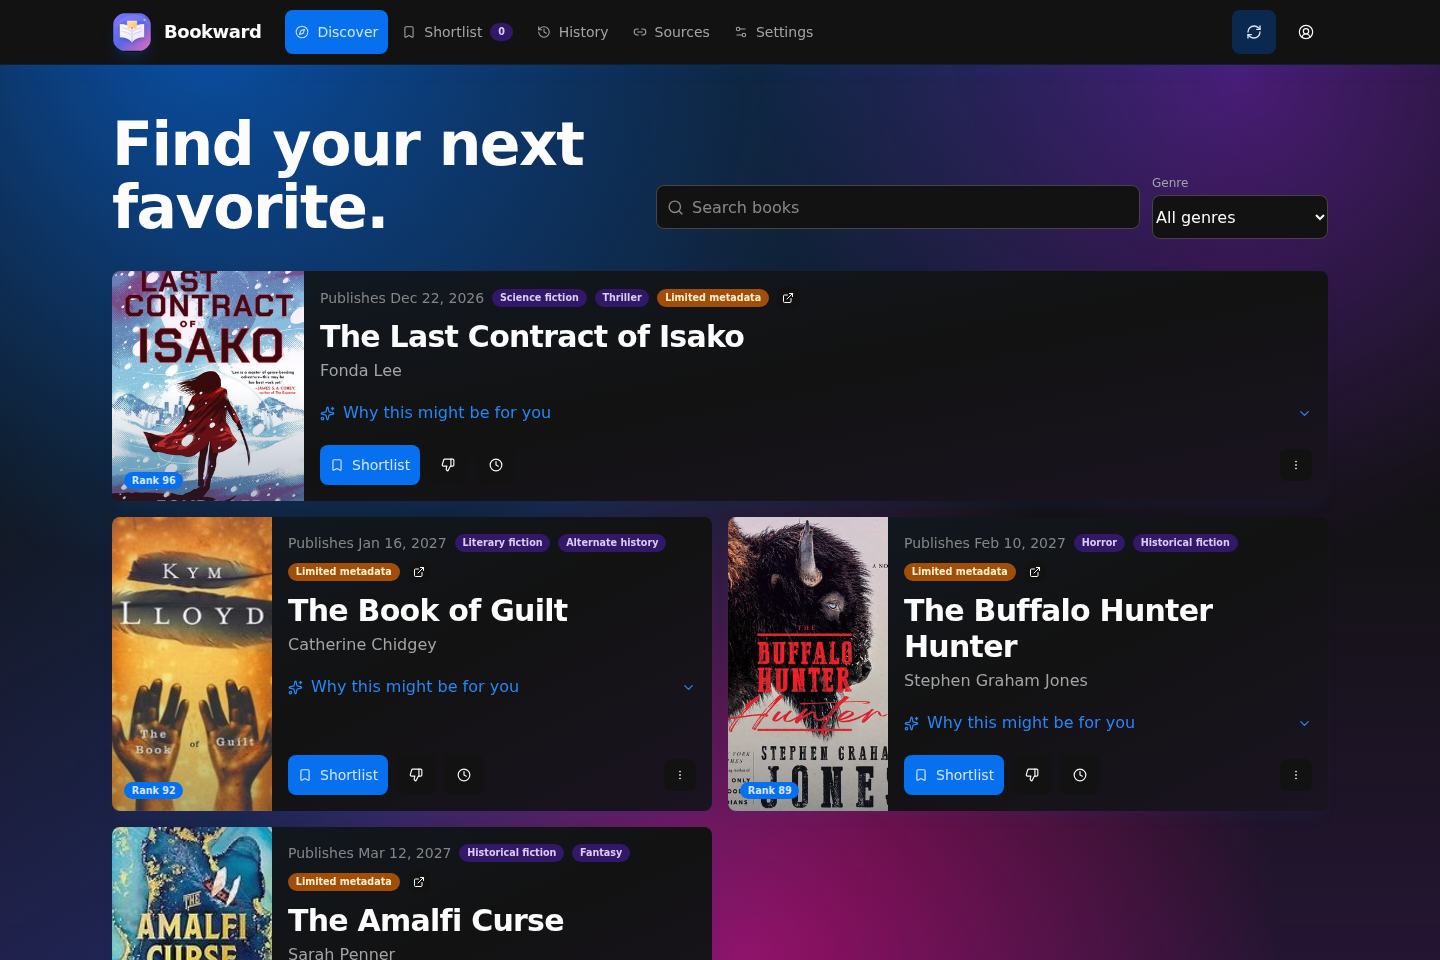 Bookward
Discover
Shortlist 0
History
Sources
Settings
Find your next
favorite.
Search books
Genre
All genres
LAST
CONTRACT
OF
ISAKO
Rank 96
Publishes Dec 22, 2026 Science fiction Thriller Limited metadata
The Last Contract of Isako
Fonda Lee
Why this might be for you
Shortlist
KYM
LLOYD
The
Book of Guilt
Rank 92
Publishes Jan 16, 2027 Literary fiction Alternate history
Limited metadata
The Book of Guilt
Catherine Chidgey
Why this might be for you
Shortlist
THE
BUFFALO
HUNTER
Hunter
STEPHEN GRAHA
JONE
Rank 89
Publishes Feb 10, 2027 Horror Historical fiction
Limited metadata
The Buffalo Hunter
Hunter
Stephen Graham Jones
Why this might be for you
Shortlist
THE
AMALFI
CURSE
Publishes Mar 12, 2027 Historical fiction Fantasy
Limited metadata
The Amalfi Curse
Sarah Penner